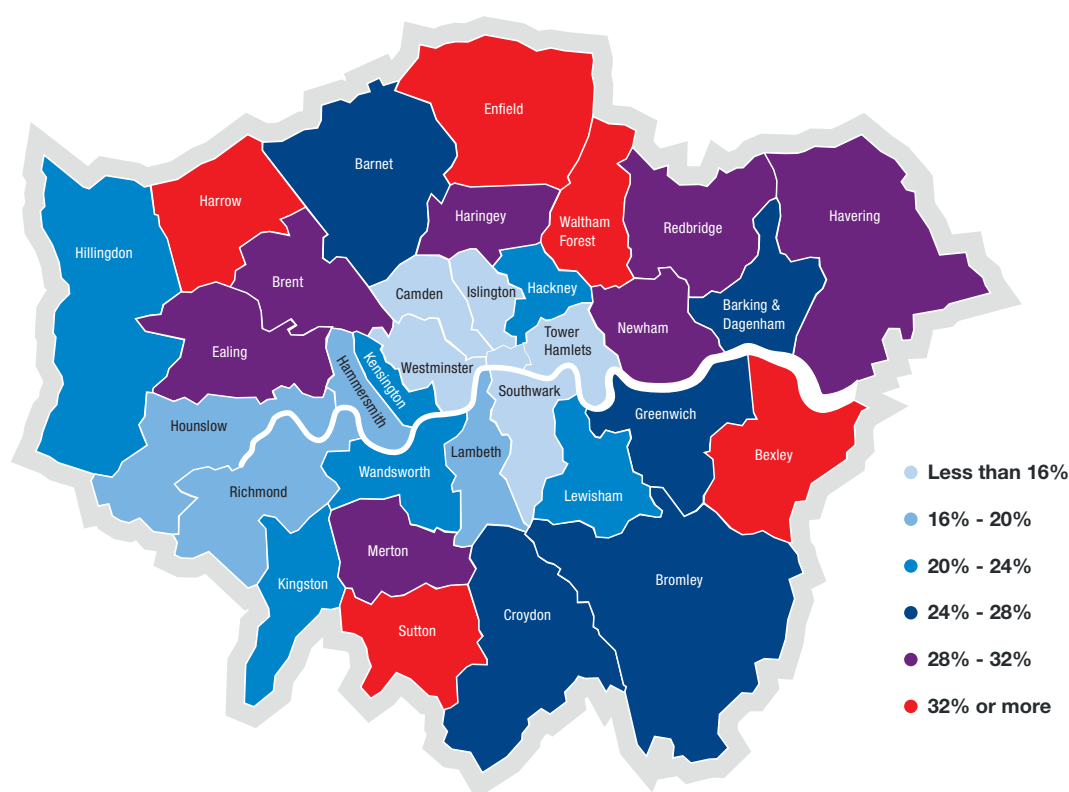 Enfield
Barnet
Harrow
Haringey
Waltham
Forest
Redbridge
Havering
Hillingdon
Brent
Camden
Islington
Hackney
Barking &
Dagenham
Newham
Tower
Hamlets
Ealing
Westminster
Hammersmith
Kensington
Southwark
Greenwich
Hounslow
Lambeth
Bexley
Wandsworth
Richmond
Lewisham
Merton
Kingston
Bromley
Croydon
Sutton
Less than 16%
16% - 20%
20% - 24%
24% - 28%
28% - 32%
32% or more